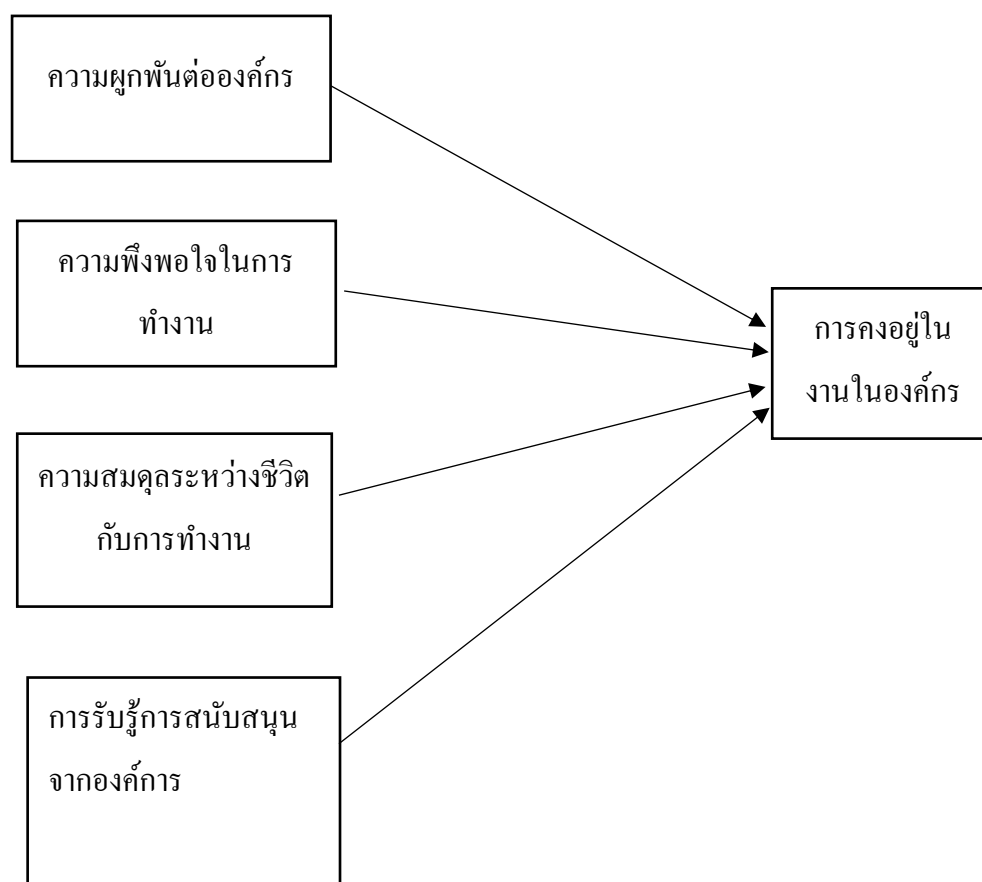 ความผูกพันต่อองค์กร
ความพึงพอใจในการ
ทำงาน
ความสมดุลระหว่างชีวิต
กับการทำงาน
การรับรู้การสนับสนุน
จากองค์การ
การคงอยู่ใน
งานในองค์กร